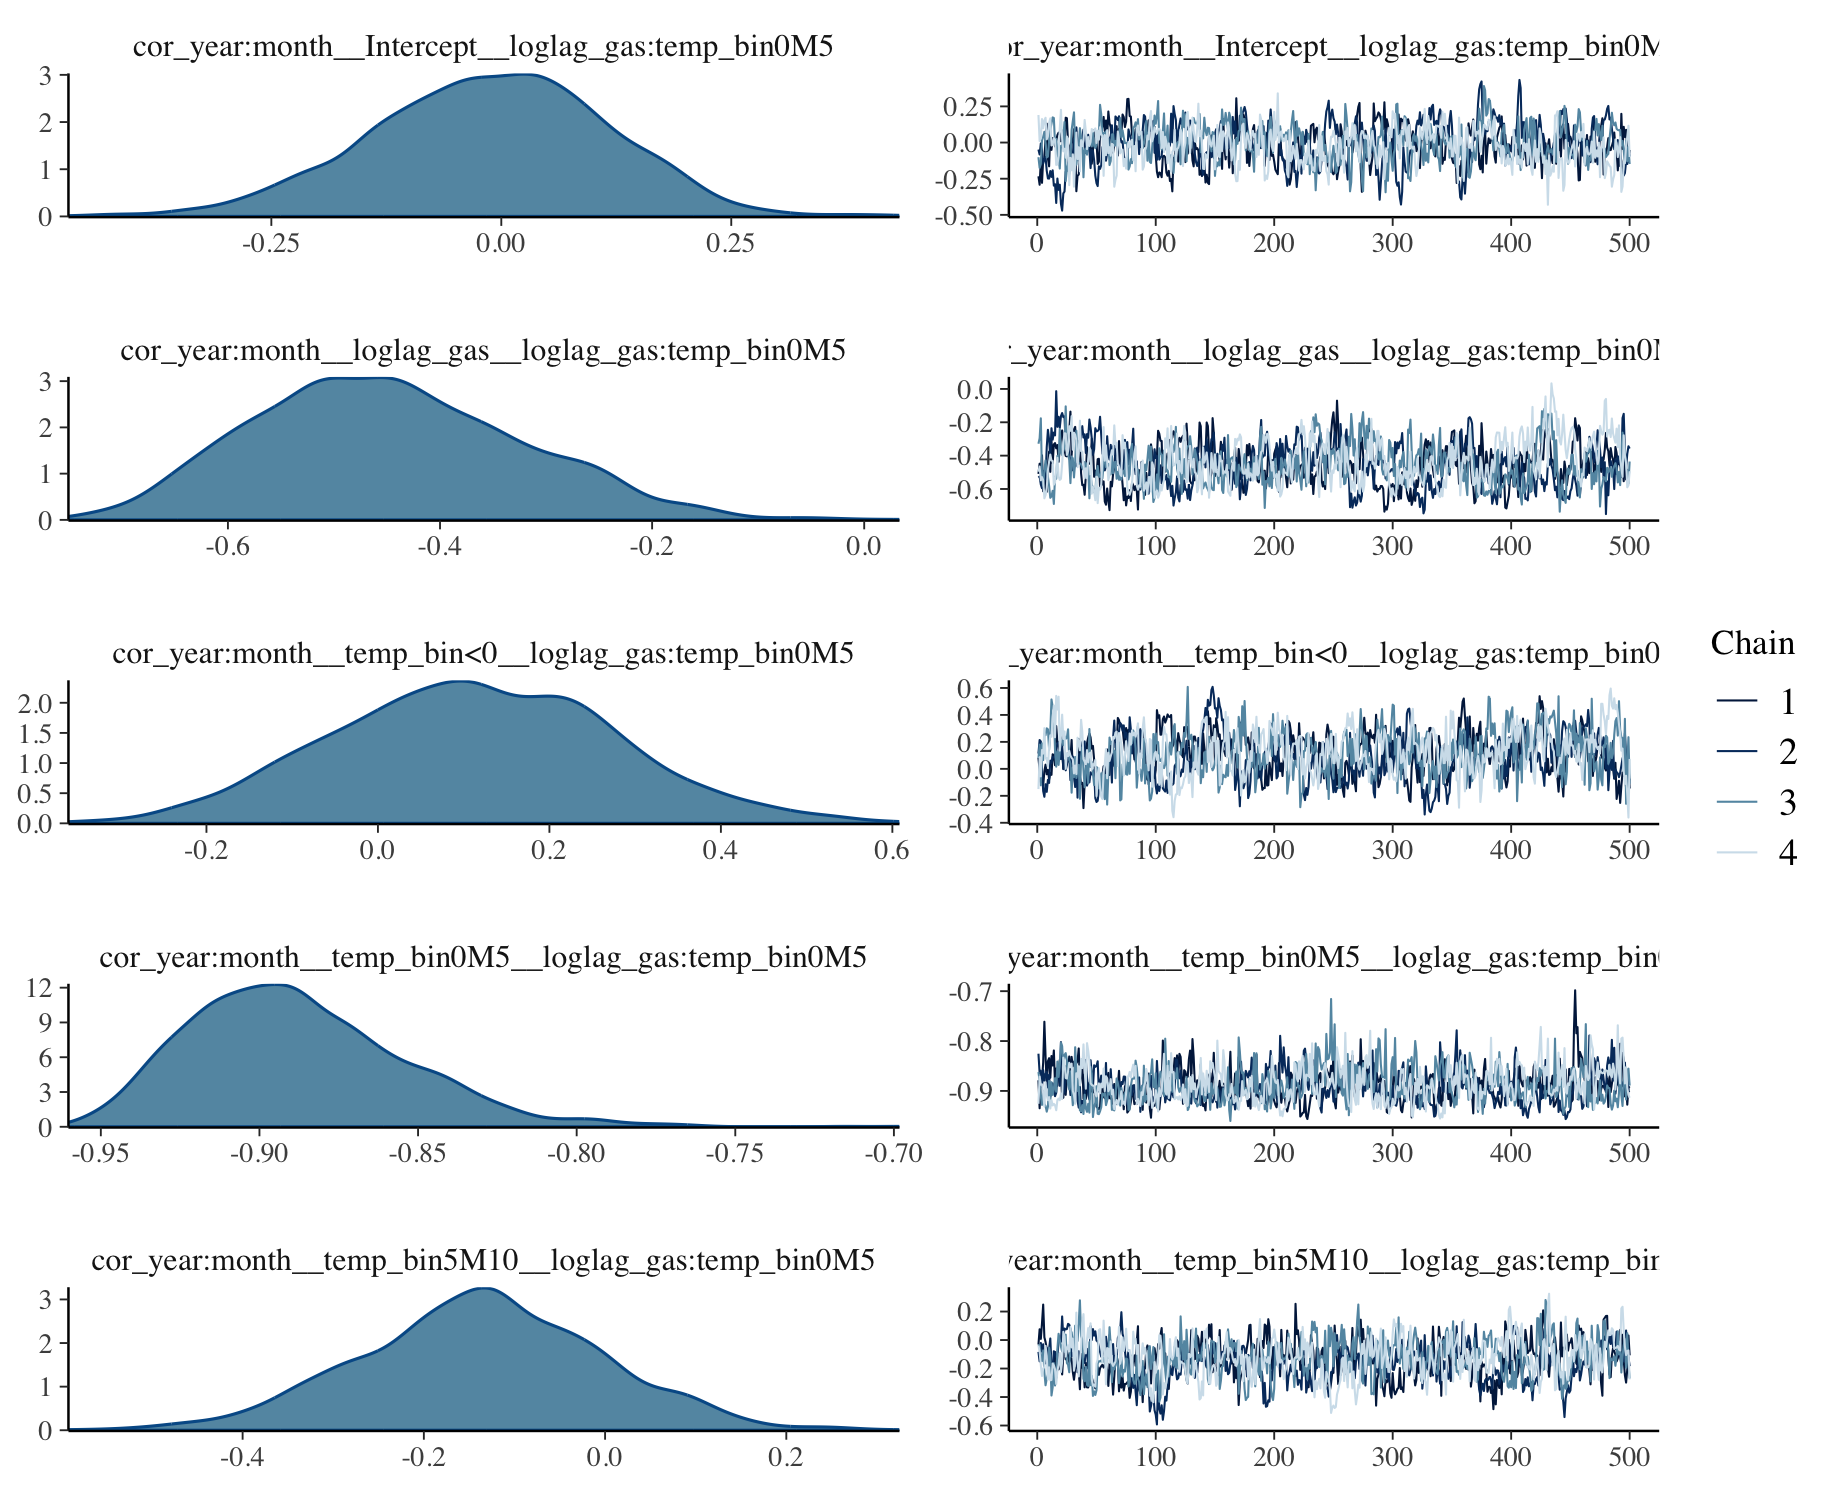 cor_year:month__Intercept__loglag_gas:temp_bin0M5
3
2
1
0
-0.25 0.00 0.25
r_year:month__Intercept__loglag_gas:temp_bin0M
0.25
0.00
-0.25
-0.50
0 100 200 300 400 500
cor_year:month__loglag_gas__loglag_gas:temp_bin0M5
3
2
1
0
-0.6 -0.4 -0.2 0.0
_year:month__loglag_gas__loglag_gas:temp_bin0
0.0
-0.2
-0.4
-0.6
0 100 200 300 400 500
cor_year:month__temp_bin<0__loglag_gas:temp_bin0M5
2.0
1.5
1.0
0.5
0.0
-0.2 0.0 0.2 0.4 0.6
_year:month__temp_bin<0__loglag_gas:temp_bin0
0.6
0.4
0.2
0.0
-0.2
-0.4
0 100 200 300 400 500
Chain
1
2
3
4
cor_year:month__temp_bin0M5__loglag_gas:temp_bin0M5
12
9
6
3
0
-0.95 -0.90 -0.85 -0.80 -0.75 -0.70
year:month__temp_bin0M5__loglag_gas:temp_bin
-0.7
-0.8
-0.9
0 100 200 300 400 500
cor_year:month__temp_bin5M10__loglag_gas:temp_bin0M5
3
2
1
0
-0.4 -0.2 0.0 0.2
year:month__temp_bin5M10__loglag_gas:temp_bin
0.2
0.0
-0.2
-0.4
-0.6
0 100 200 300 400 500